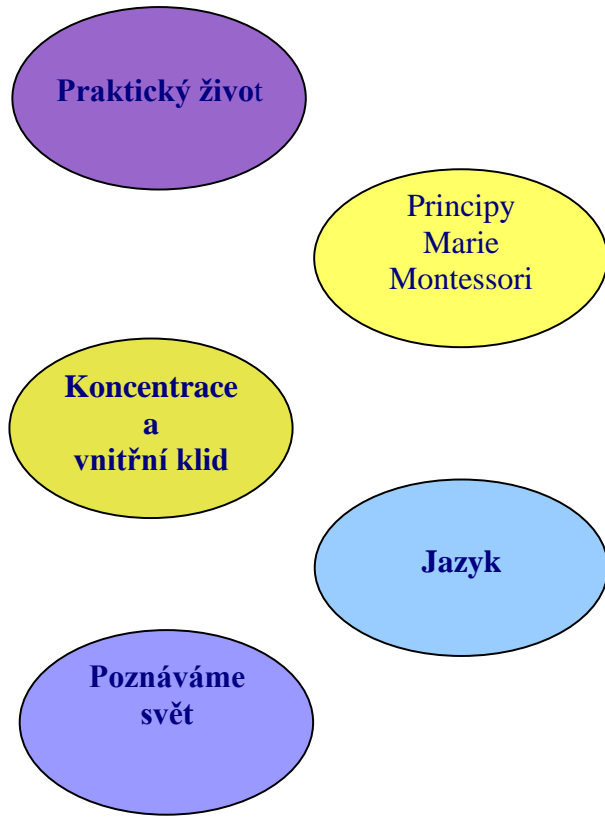 Praktický život
Principy
Marie
Montessori
Koncentrace
a
vnitřní klid
Jazyk
Poznáváme
svět